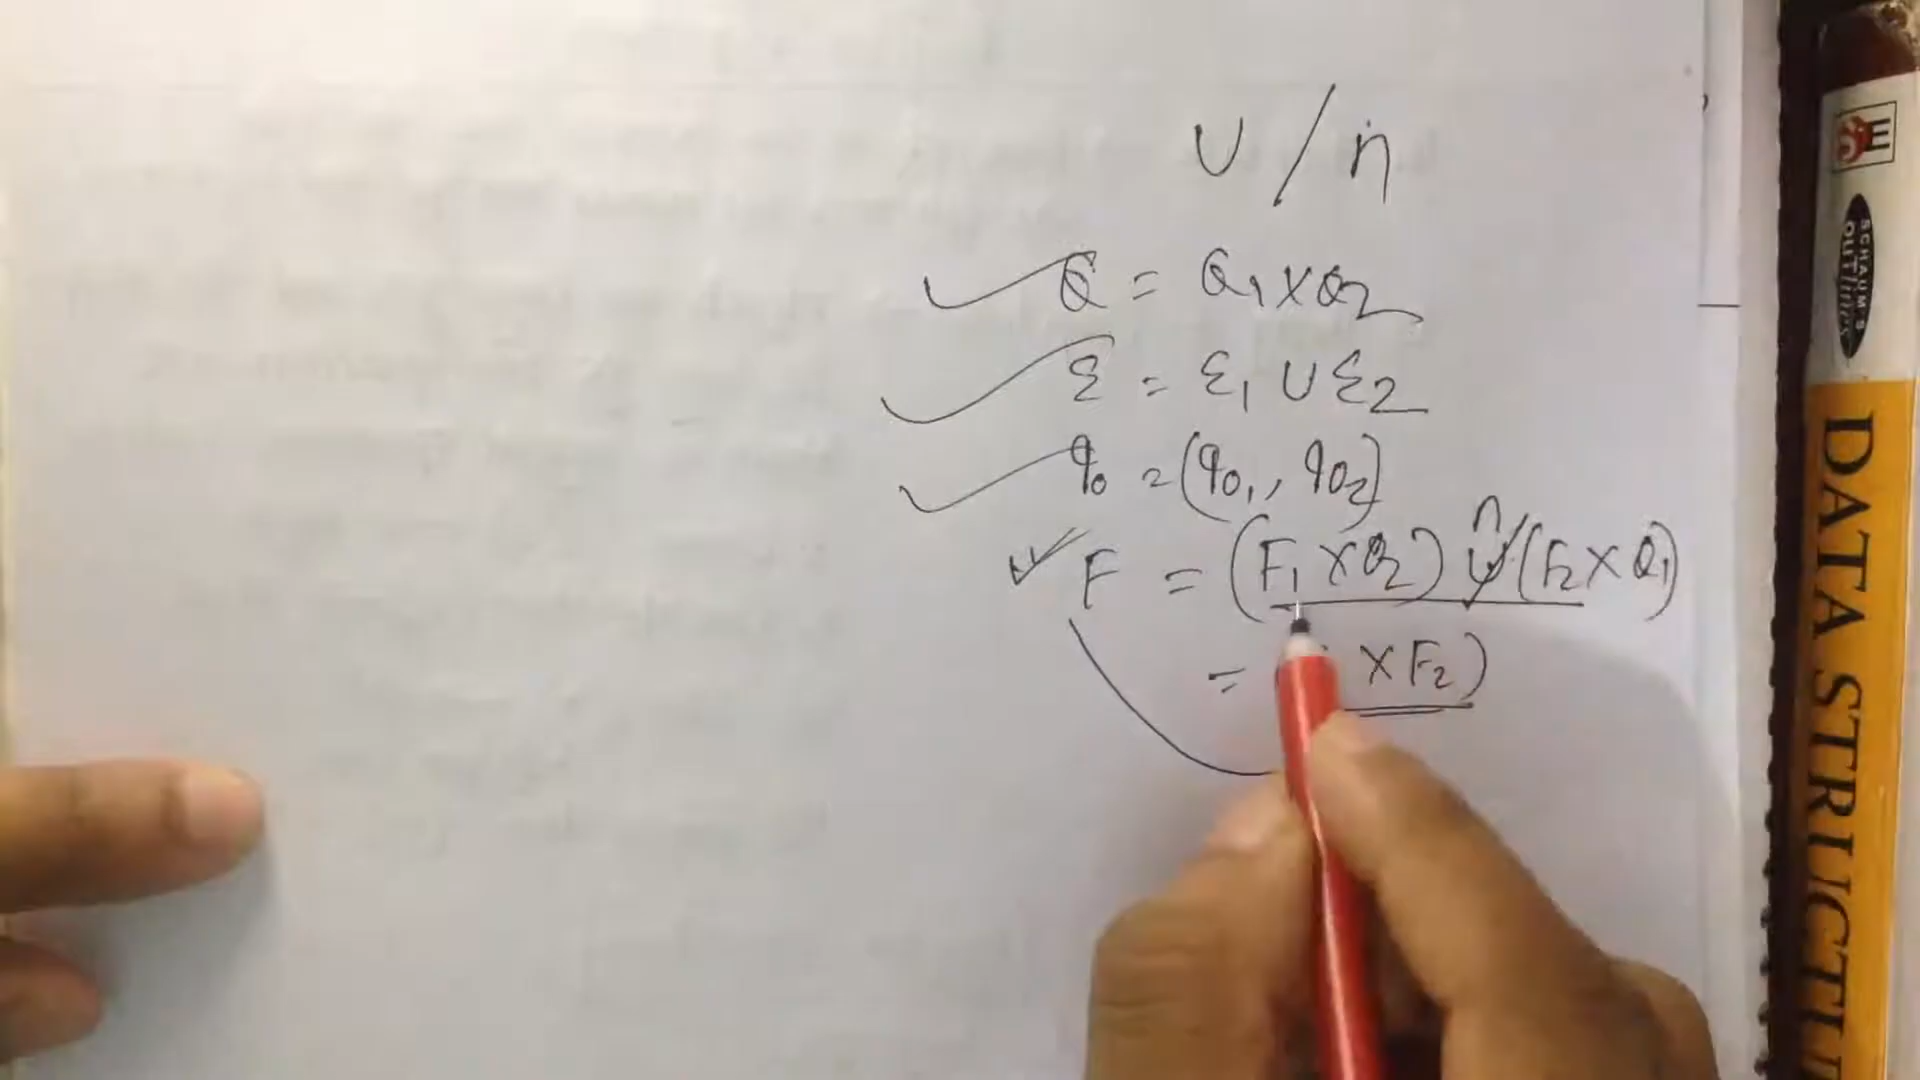 ∪ / ∩
Q = Q1 × Q2
Σ = Σ1 ∪ Σ2
q0 = (q01, q02)
F = (F1 × Q2) ∩ (F2 × Q1)
= × F2)
SCHAUM'S
OUTlines
DATA STRUCTU